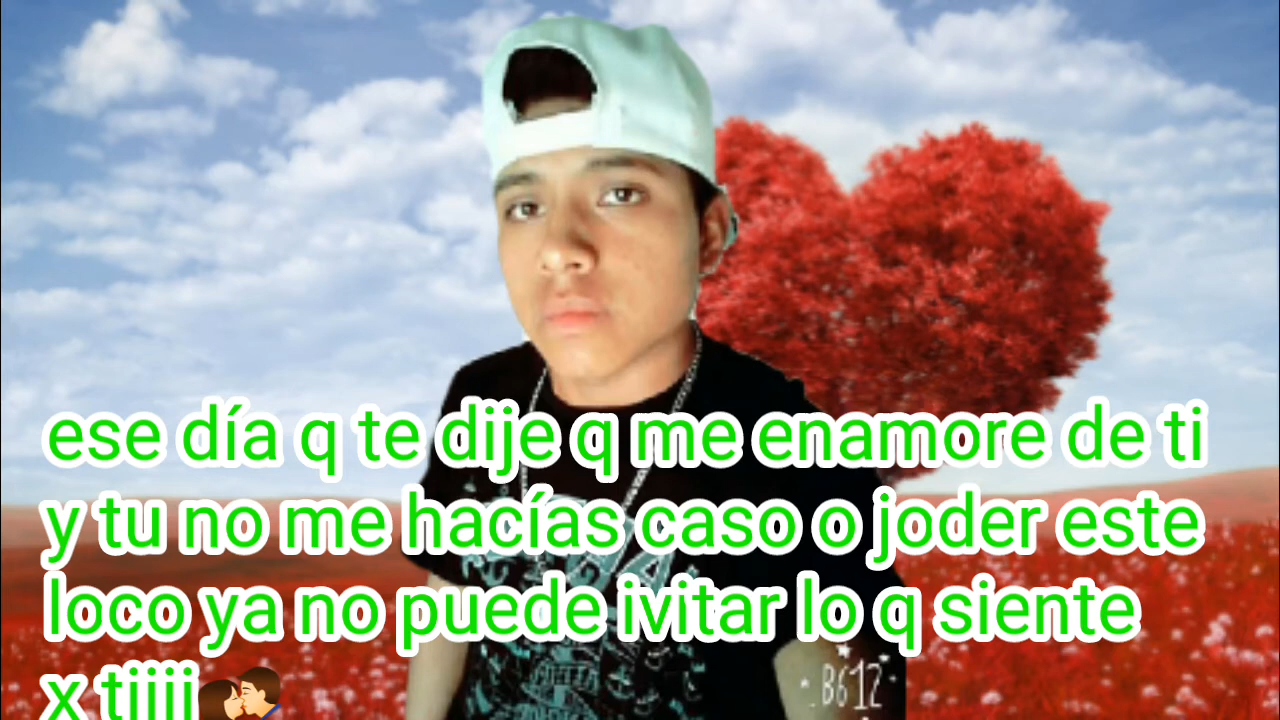 ese día q te dije q me enamore de ti
y tu no me hacías caso o joder este
loco ya no puede ivitar lo q siente
x tiiii
B612